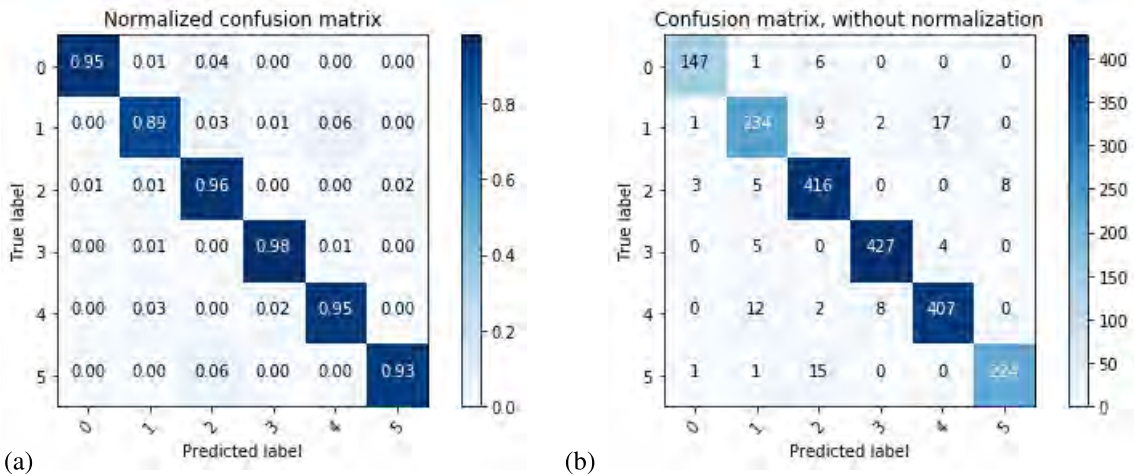 Normalized confusion matrix
0 0.95 0.01 0.04 0.00 0.00 0.00
1 0.00 0.89 0.03 0.01 0.06 0.00
2 0.01 0.01 0.96 0.00 0.00 0.02
3 0.00 0.01 0.00 0.98 0.01 0.00
4 0.00 0.03 0.00 0.02 0.95 0.00
5 0.00 0.00 0.06 0.00 0.00 0.93
0 1 2 3 4 5
True label
Predicted label
0.8
0.6
0.4
0.2
0.0
(a)
Confusion matrix, without normalization
0 147 1 6 0 0 0
1 1 234 9 2 17 0
2 3 5 416 0 0 8
3 0 5 0 427 4 0
4 0 12 2 8 407 0
5 1 1 15 0 0 224
0 1 2 3 4 5
True label
Predicted label
400
350
300
250
200
150
100
50
0
(b)